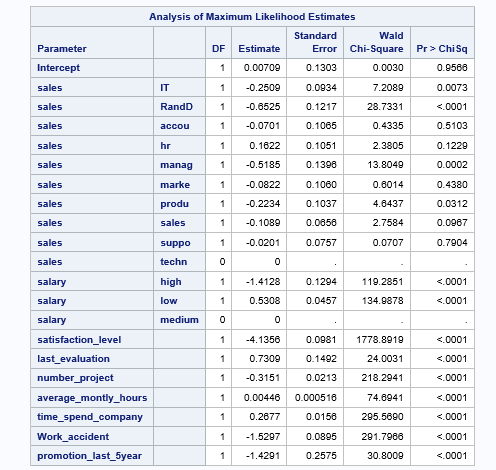 Analysis of Maximum Likelihood Estimates
Parameter DF Estimate Standard Error Wald Chi-Square Pr > ChiSq
Intercept 1 0.00709 0.1303 0.0030 0.9566
sales IT 1 -0.2509 0.0934 7.2089 0.0073
sales RandD 1 -0.6525 0.1217 28.7331 <.0001
sales accou 1 -0.0701 0.1065 0.4335 0.5103
sales hr 1 0.1622 0.1051 2.3805 0.1229
sales manag 1 -0.5185 0.1396 13.8049 0.0002
sales marke 1 -0.0822 0.1060 0.6014 0.4380
sales produ 1 -0.2234 0.1037 4.6437 0.0312
sales sales 1 -0.1089 0.0656 2.7584 0.0967
sales suppo 1 -0.0201 0.0757 0.0707 0.7904
sales techn 0 0 . . .
salary high 1 -1.4128 0.1294 119.2851 <.0001
salary low 1 0.5308 0.0457 134.9878 <.0001
salary medium 0 0 . . .
satisfaction_level 1 -4.1356 0.0981 1778.8919 <.0001
last_evaluation 1 0.7309 0.1492 24.0031 <.0001
number_project 1 -0.3151 0.0213 218.2941 <.0001
average_montly_hours 1 0.00446 0.000516 74.6941 <.0001
time_spend_company 1 0.2677 0.0156 295.5690 <.0001
Work_accident 1 -1.5297 0.0895 291.7966 <.0001
promotion_last_5year 1 -1.4291 0.2575 30.8009 <.0001